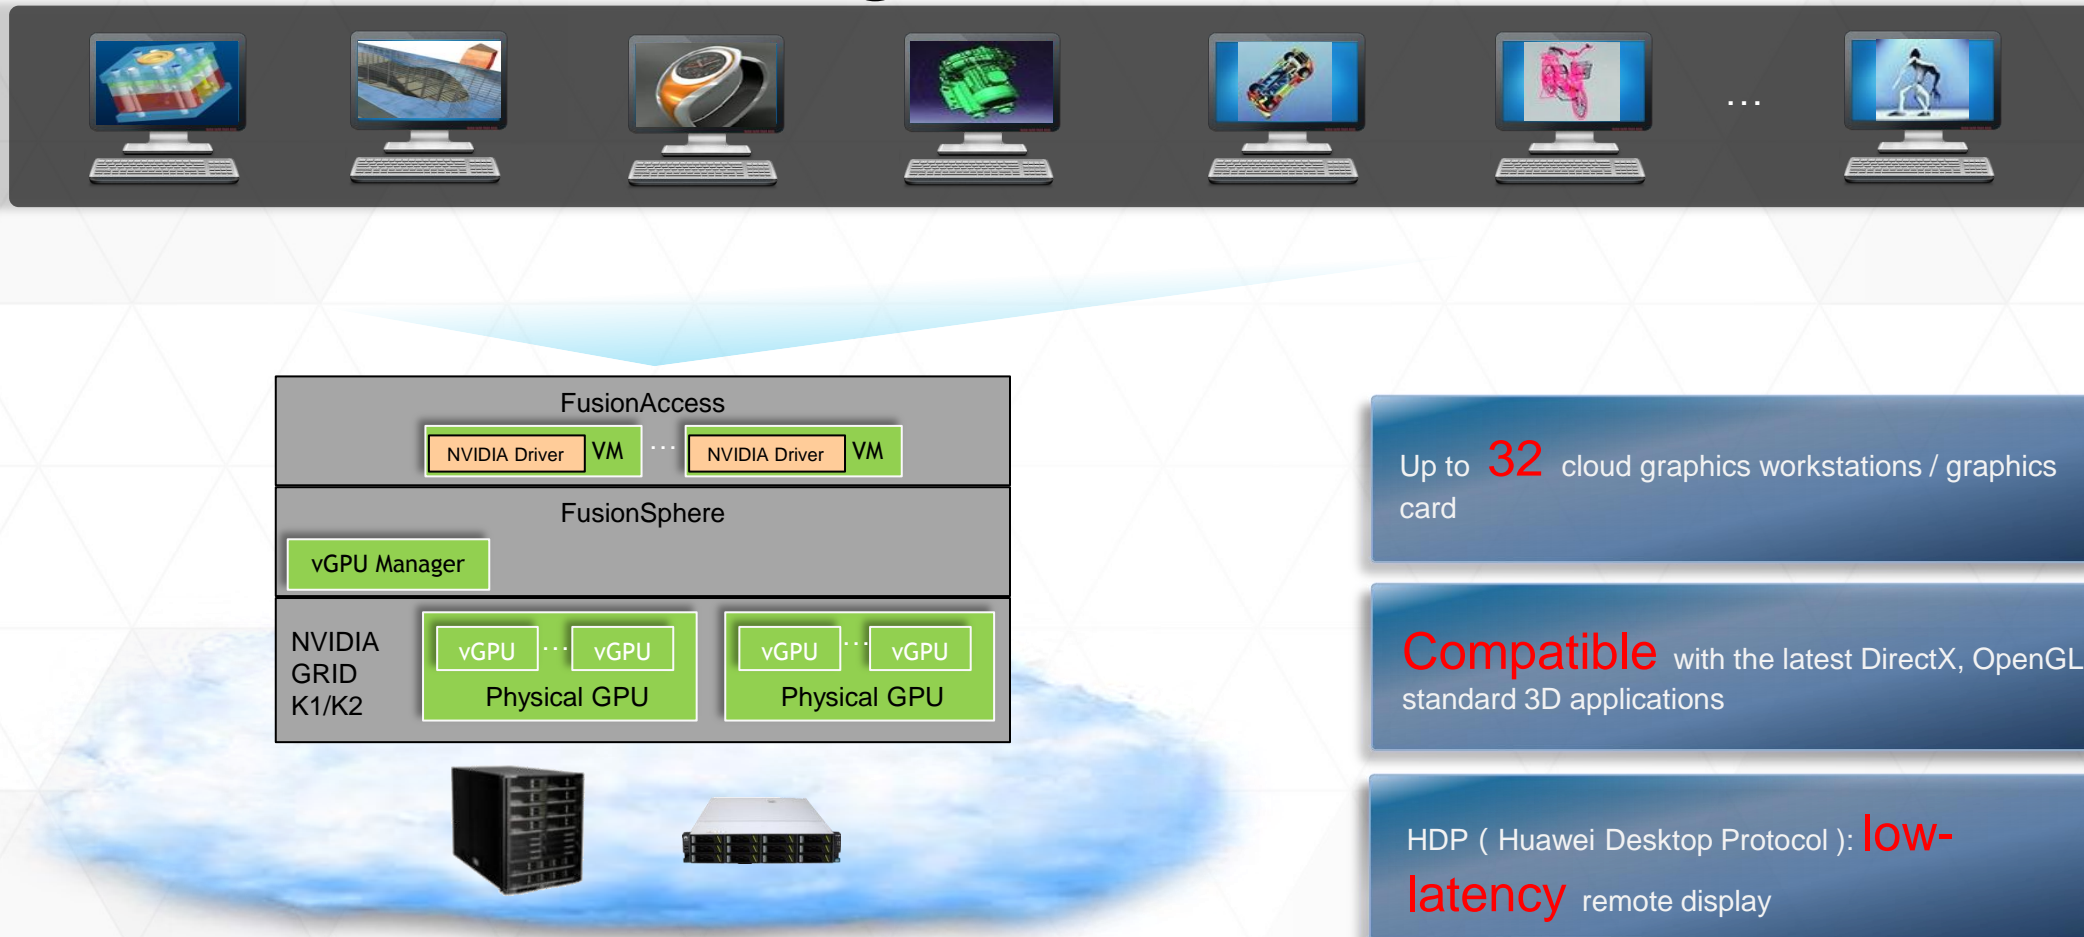 ...
FusionAccess
NVIDIA Driver VM ... NVIDIA Driver VM
FusionSphere
vGPU Manager
NVIDIA
GRID
K1/K2
vGPU ... vGPU
Physical GPU
vGPU ... vGPU
Physical GPU
Up to 32 cloud graphics workstations / graphics
card
Compatible with the latest DirectX, OpenGL
standard 3D applications
HDP ( Huawei Desktop Protocol ): low-
latency remote display